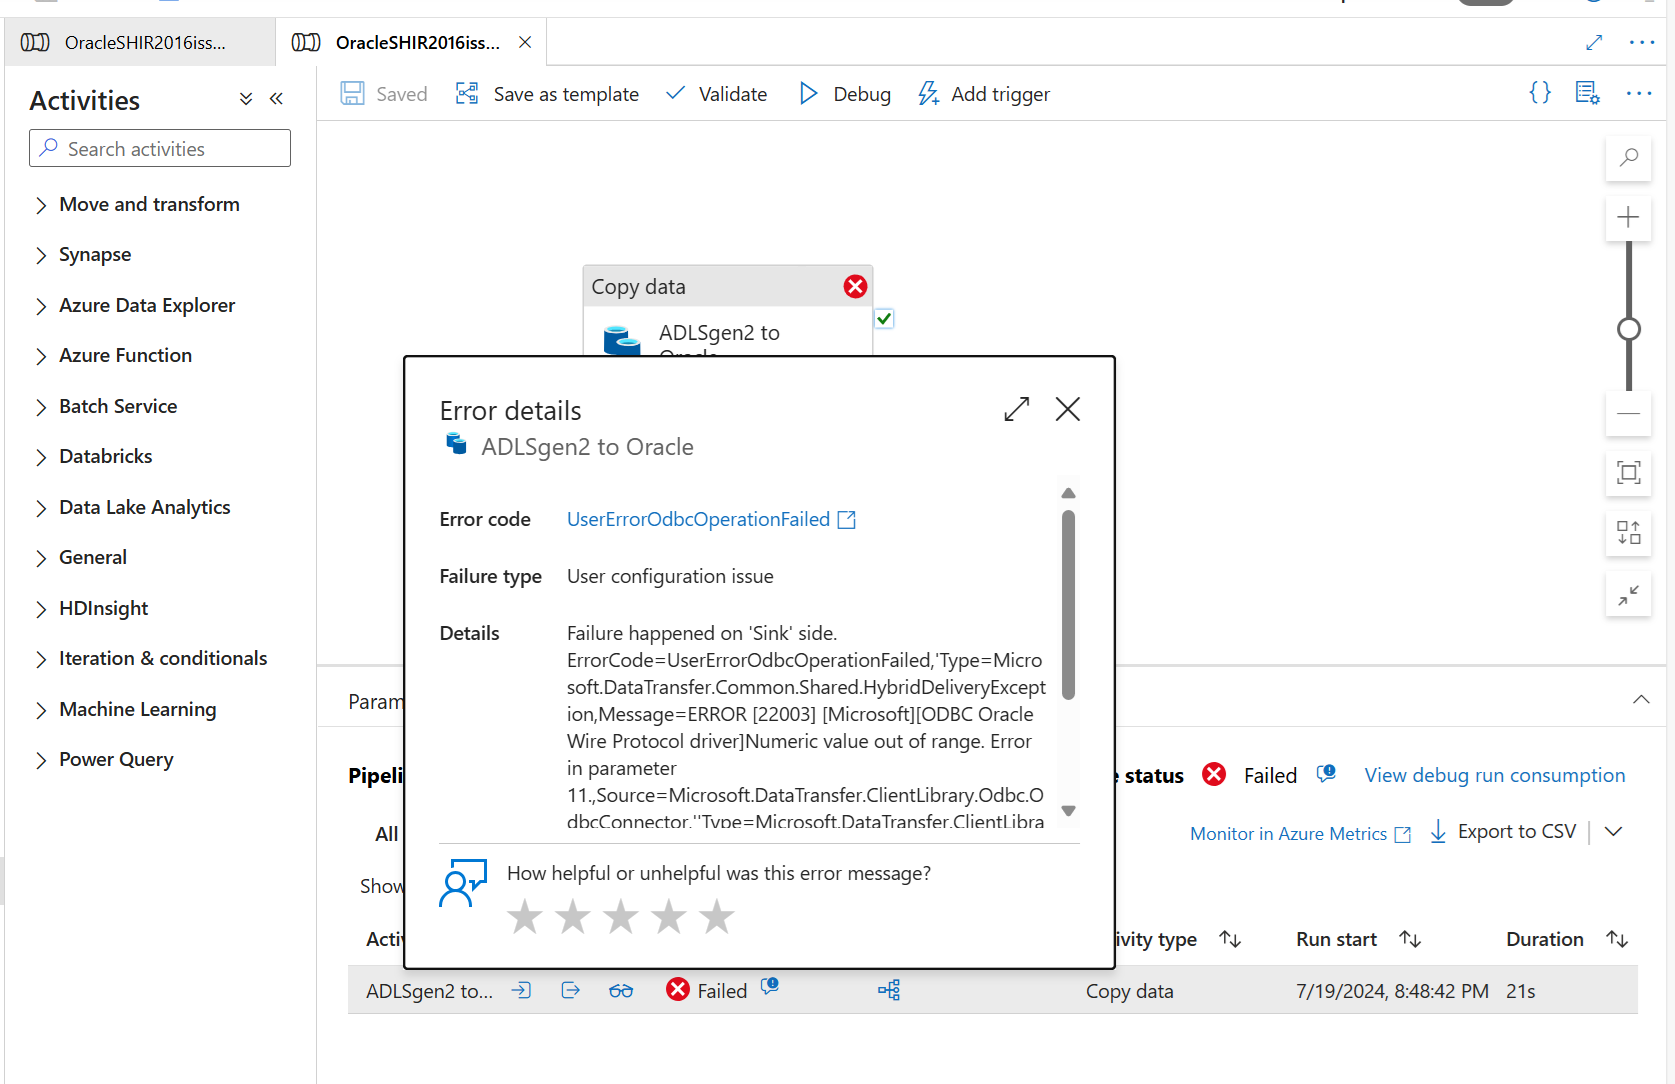 OracleSHIR2016iss...
OracleSHIR2016iss...
Activities
Search activities
Move and transform
Synapse
Azure Data Explorer
Azure Function
Batch Service
Databricks
Data Lake Analytics
General
HDInsight
Iteration & conditionals
Machine Learning
Power Query
Saved
Save as template
Validate
Debug
Add trigger
Copy data
ADLSgen2 to
Oracle
Error details
ADLSgen2 to Oracle
Error code
UserErrorOdbcOperationFailed
Failure type
User configuration issue
Details
Failure happened on 'Sink' side.
ErrorCode=UserErrorOdbcOperationFailed,'Type=Micro
soft.DataTransfer.Common.Shared.HybridDeliveryExcept
ion,Message=ERROR [22003] [Microsoft][ODBC Oracle
Wire Protocol driver]Numeric value out of range. Error
in parameter
11.,Source=Microsoft.DataTransfer.ClientLibrary.Odbc.O
dbcConnector,''Type=Microsoft.DataTransfer.ClientLibra
How helpful or unhelpful was this error message?
Param
Pipeli
status
Failed
View debug run consumption
All
Monitor in Azure Metrics
Export to CSV
Show
Activ
ivity type
Run start
Duration
ADLSgen2 to...
Failed
Copy data
7/19/2024, 8:48:42 PM
21s